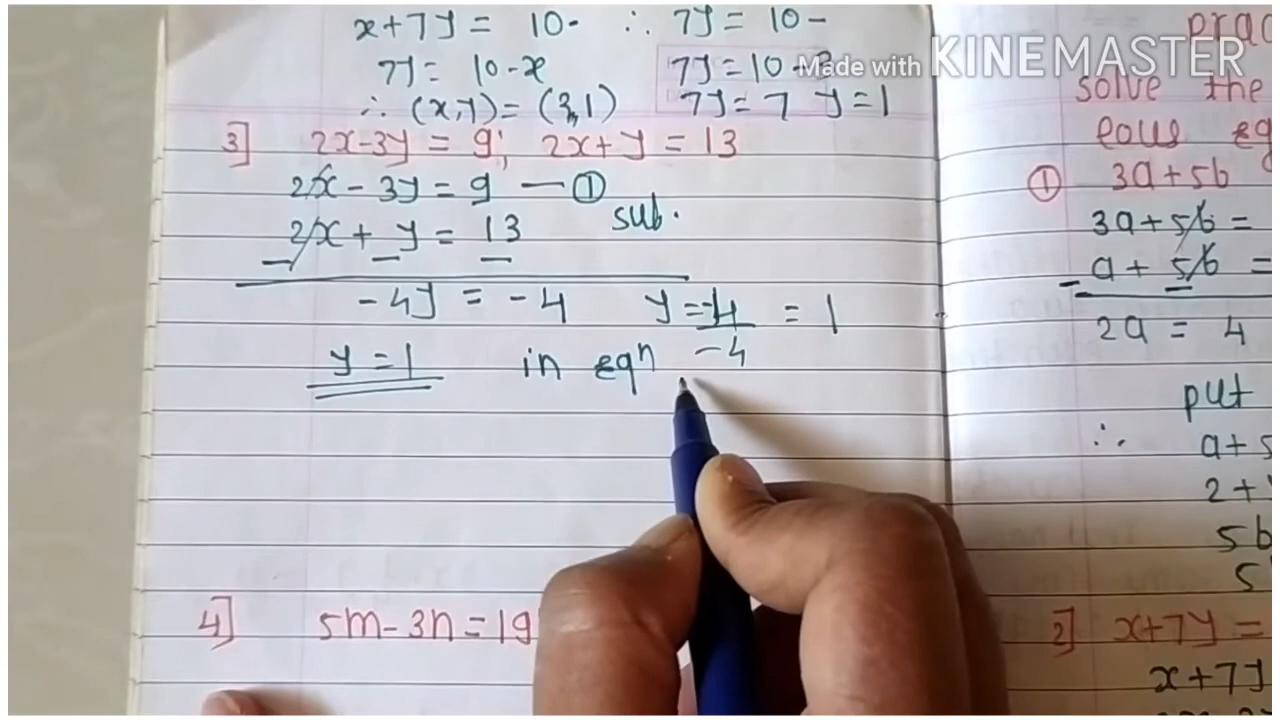 x+7y = 10- ∴ 7y = 10-
7y = 10-x 7y = 10-3
∴ (x,y) = (3,1) 7y = 7 y = 1
Made with KINEMASTER
3] 2x-3y = 9; 2x+y = 13
2x - 3y = 9 — ①
2x + y = 13 sub.
-4y = -4 y = -4/-4 = 1
y = 1 in eqn
4] 5m-3n = 19
prac
solve the
eous eq
① 3a+5b
3a+5b =
a+5b =
2a = 4
put
∴ a+5
2+
5b
5
2] x+7y =
x+7y